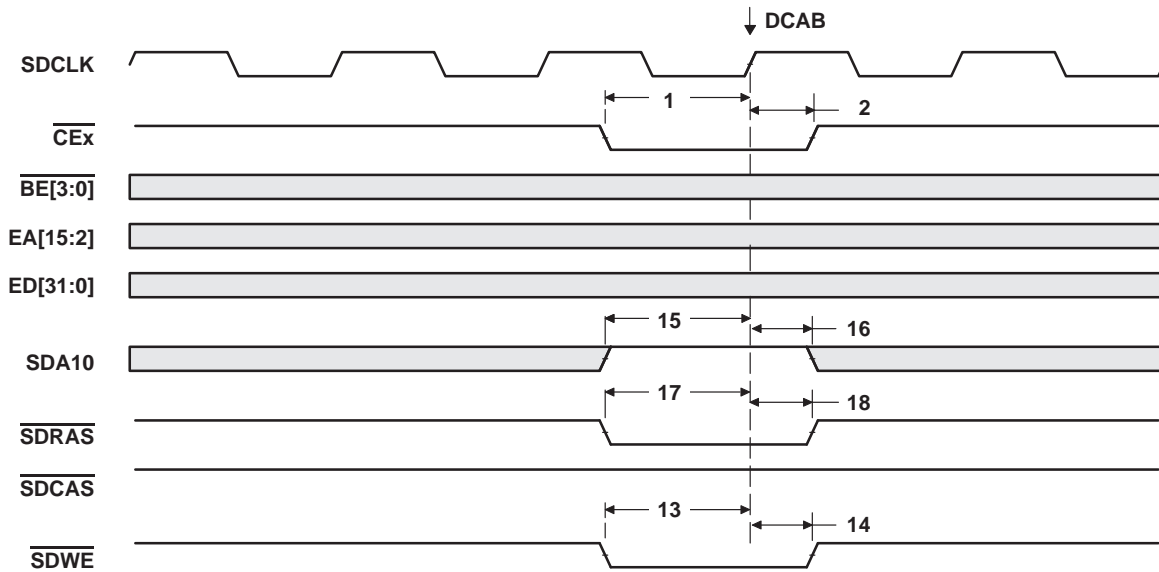 DCAB
SDCLK
1
2
CEx
BE[3:0]
EA[15:2]
ED[31:0]
15
16
SDA10
17
18
SDRAS
SDCAS
13
14
SDWE